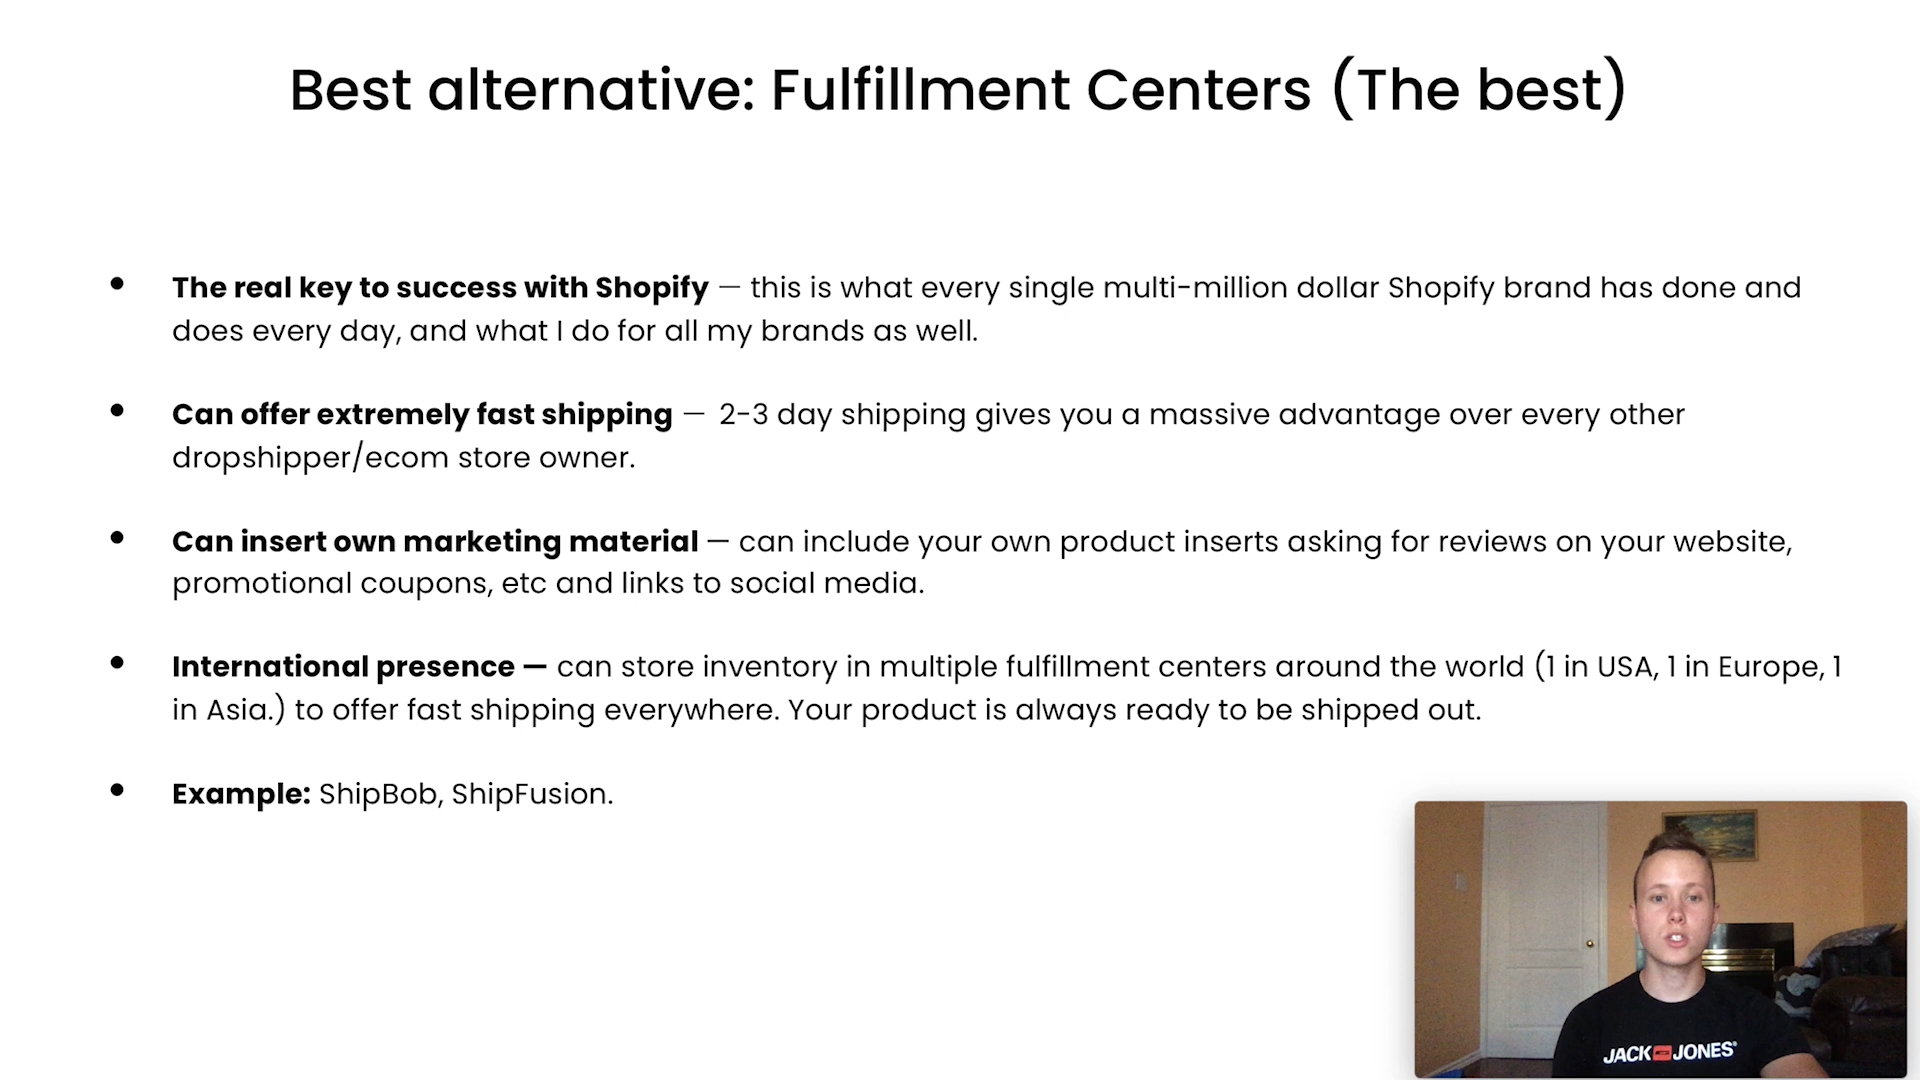 Best alternative: Fulfillment Centers (The best)
• The real key to success with Shopify — this is what every single multi-million dollar Shopify brand has done and
does every day, and what I do for all my brands as well.
• Can offer extremely fast shipping — 2-3 day shipping gives you a massive advantage over every other
dropshipper/ecom store owner.
• Can insert own marketing material — can include your own product inserts asking for reviews on your website,
promotional coupons, etc and links to social media.
• International presence — can store inventory in multiple fulfillment centers around the world (1 in USA, 1 in Europe, 1
in Asia.) to offer fast shipping everywhere. Your product is always ready to be shipped out.
• Example: ShipBob, ShipFusion.
JACK JONES